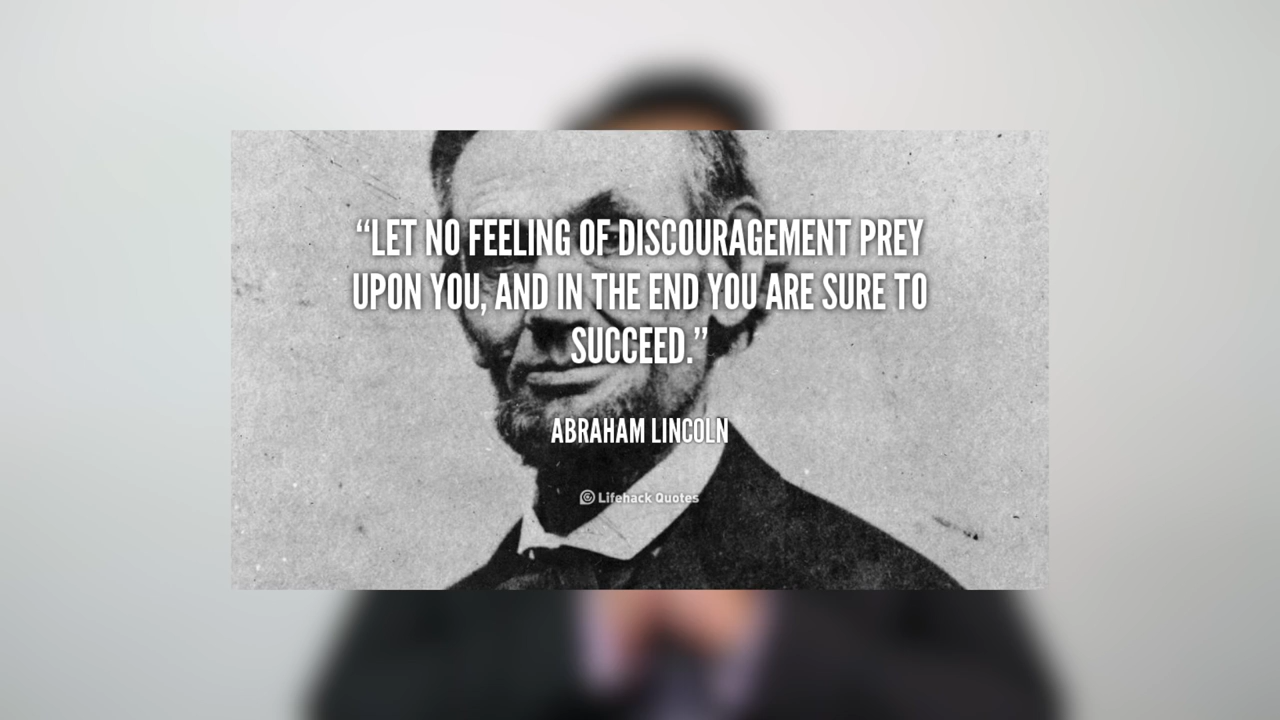 “LET NO FEELING OF DISCOURAGEMENT PREY
UPON YOU, AND IN THE END YOU ARE SURE TO
SUCCEED.”
ABRAHAM LINCOLN
Lifehack Quotes